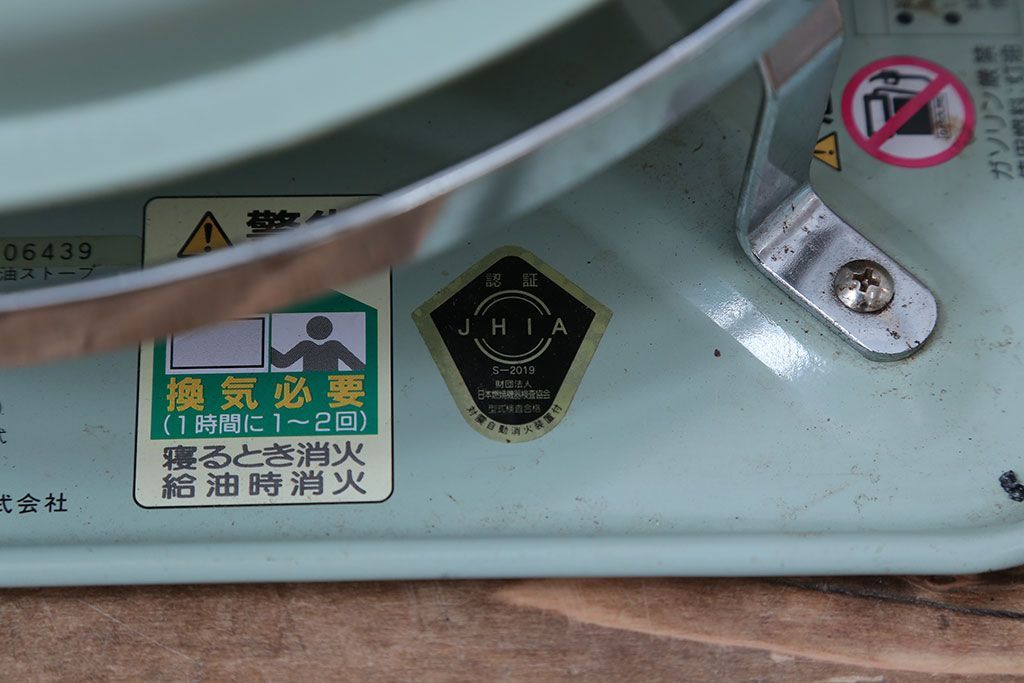 06439
油ストーブ
警告
換気必要
(1時間に1～2回)
寝るとき消火
給油時消火
式会社
認証
JHIA
S-2019
財団法人
日本燃焼機器検査協会
型式検査合格
対震自動消火装置付
ガソリン厳禁